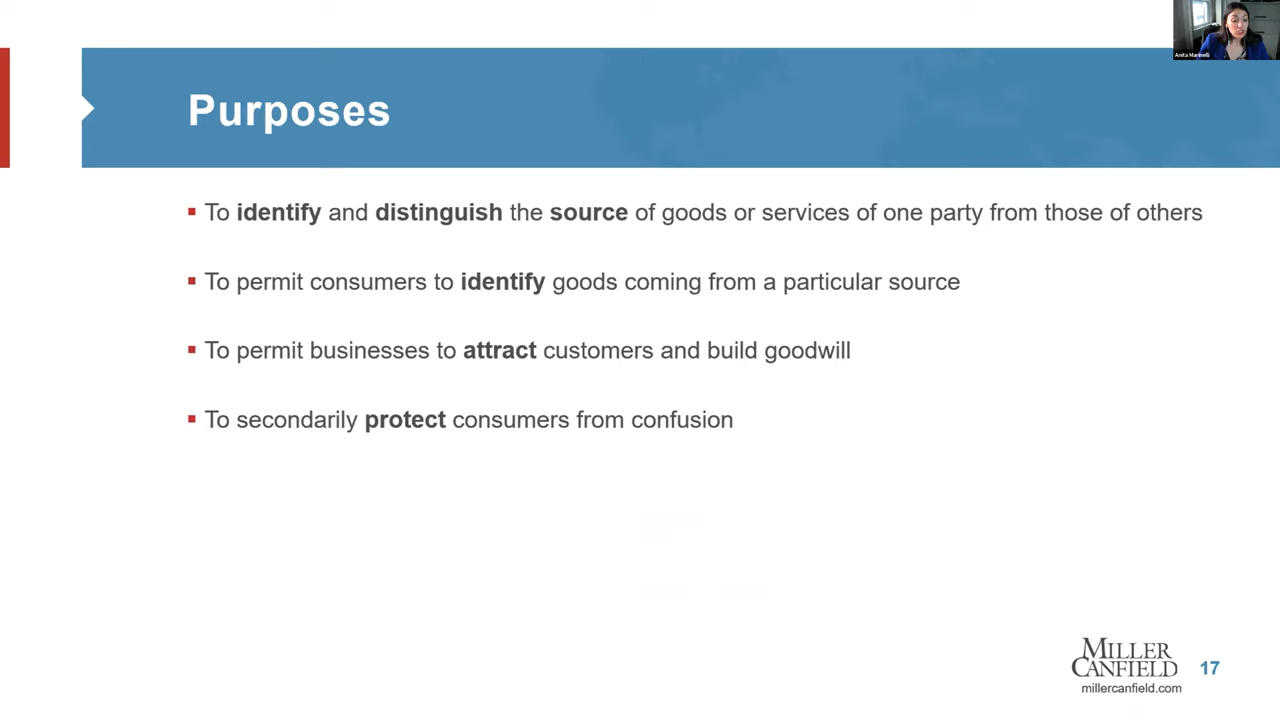 Anita Marinelli
Purposes
To identify and distinguish the source of goods or services of one party from those of others
To permit consumers to identify goods coming from a particular source
To permit businesses to attract customers and build goodwill
To secondarily protect consumers from confusion
MILLER
CANFIELD
millercanfield.com
17